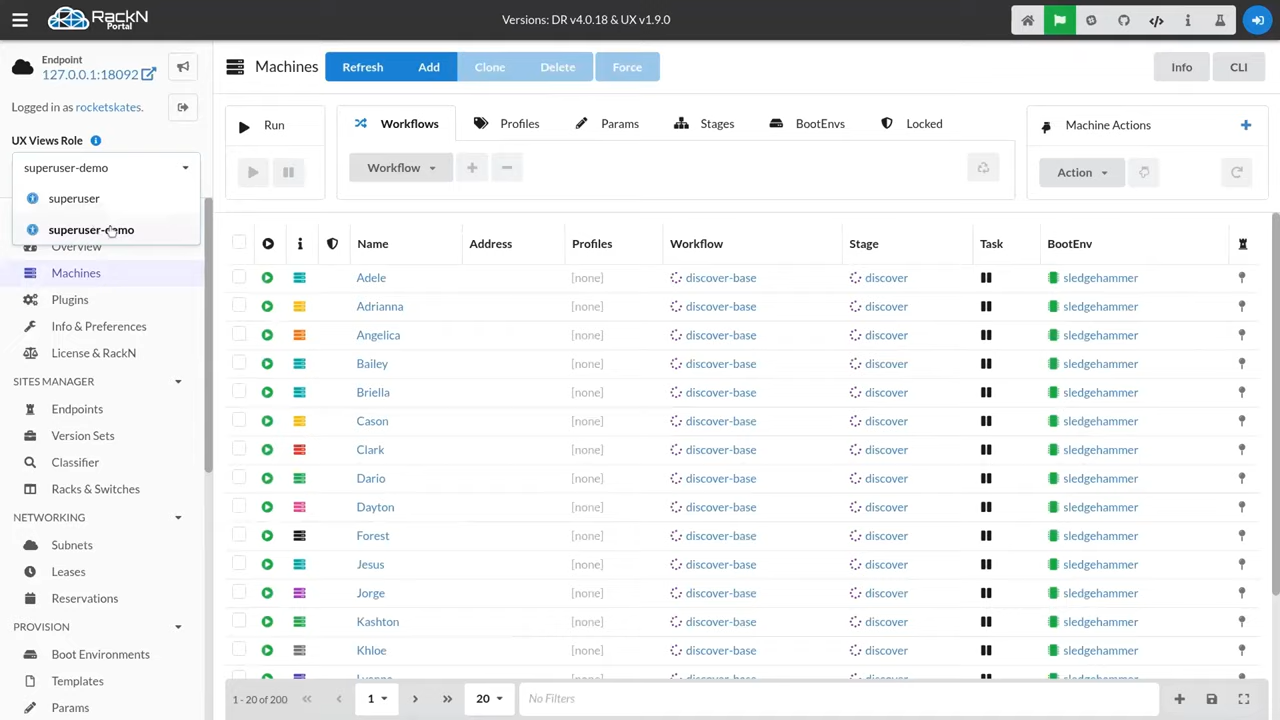 RackN
Portal
Versions: DR v4.0.18 & UX v1.9.0
Endpoint
127.0.0.1:18092
Logged in as rocketskates.
UX Views Role
superuser-demo
superuser
superuser-demo
Overview
Machines
Plugins
Info & Preferences
License & RackN
SITES MANAGER
Endpoints
Version Sets
Classifier
Racks & Switches
NETWORKING
Subnets
Leases
Reservations
PROVISION
Boot Environments
Templates
Params
Machines Refresh Add Clone Delete Force Info CLI
Run Workflows Profiles Params Stages BootEnvs Locked Machine Actions
Workflow Action
Name Address Profiles Workflow Stage Task BootEnv
Adele [none] discover-base discover sledgehammer
Adrianna [none] discover-base discover sledgehammer
Angelica [none] discover-base discover sledgehammer
Bailey [none] discover-base discover sledgehammer
Briella [none] discover-base discover sledgehammer
Cason [none] discover-base discover sledgehammer
Clark [none] discover-base discover sledgehammer
Dario [none] discover-base discover sledgehammer
Dayton [none] discover-base discover sledgehammer
Forest [none] discover-base discover sledgehammer
Jesus [none] discover-base discover sledgehammer
Jorge [none] discover-base discover sledgehammer
Kashton [none] discover-base discover sledgehammer
Khloe [none] discover-base discover sledgehammer
1 - 20 of 200 1 20 No Filters